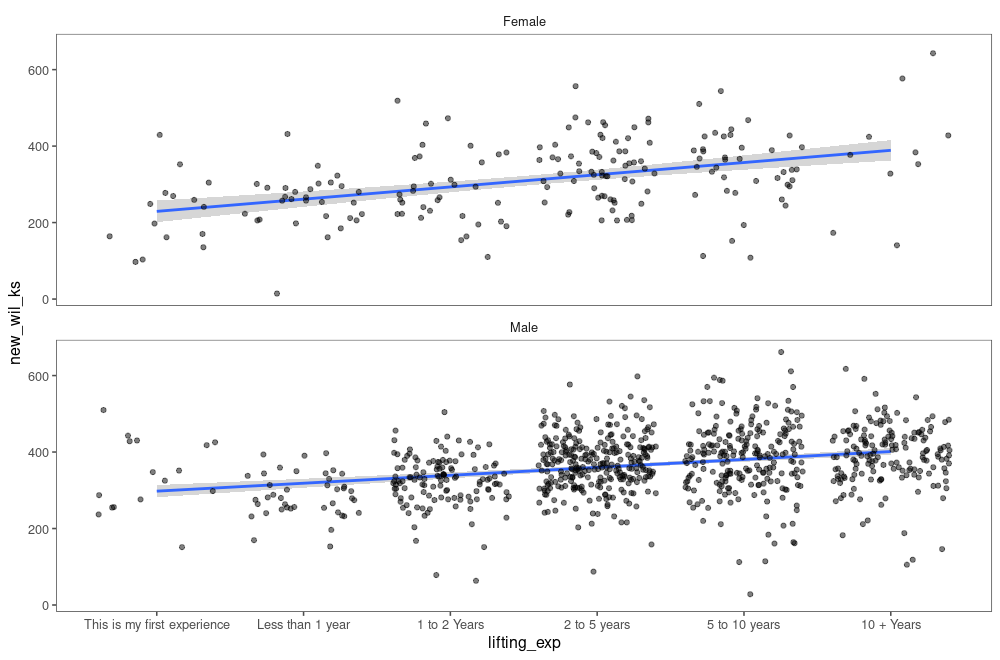 Female
600
400
200
0
new_wil_ks
Male
600
400
200
0
This is my first experience
Less than 1 year
1 to 2 Years
2 to 5 years
5 to 10 years
10 + Years
lifting_exp